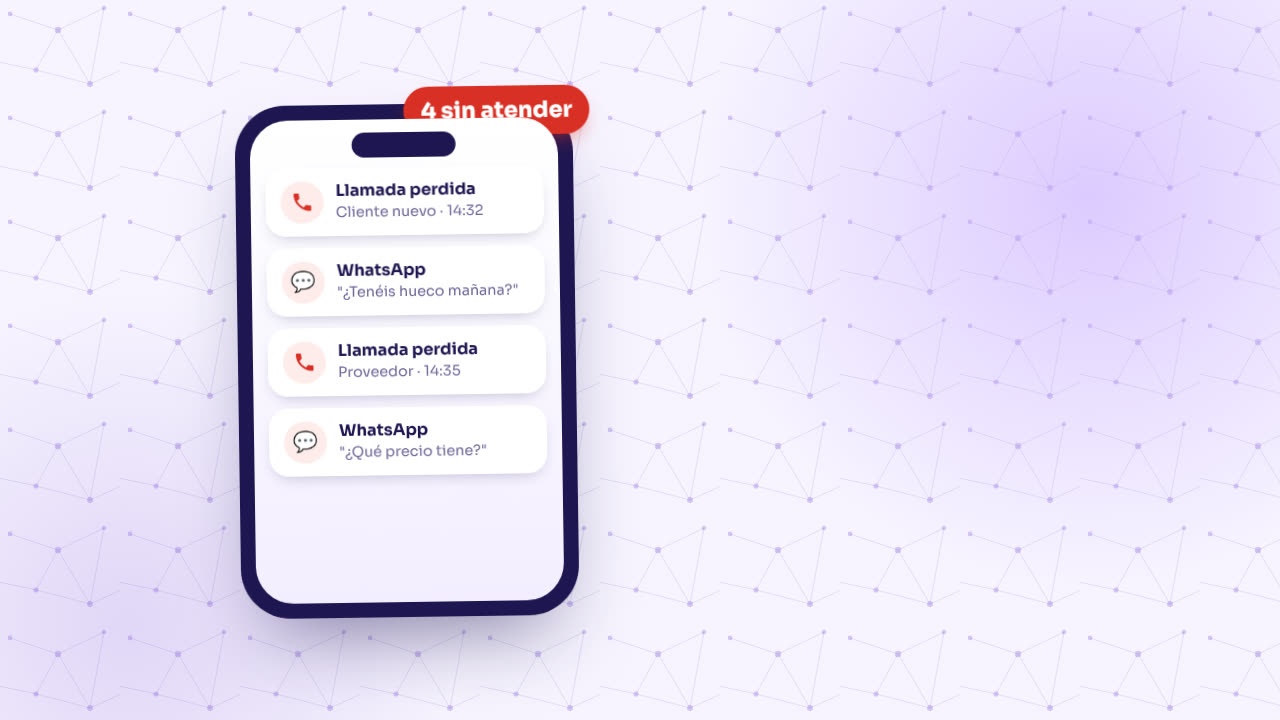 4 sin atender
Llamada perdida
Cliente nuevo · 14:32
WhatsApp
"¿Tenéis hueco mañana?"
Llamada perdida
Proveedor · 14:35
WhatsApp
"¿Qué precio tiene?"